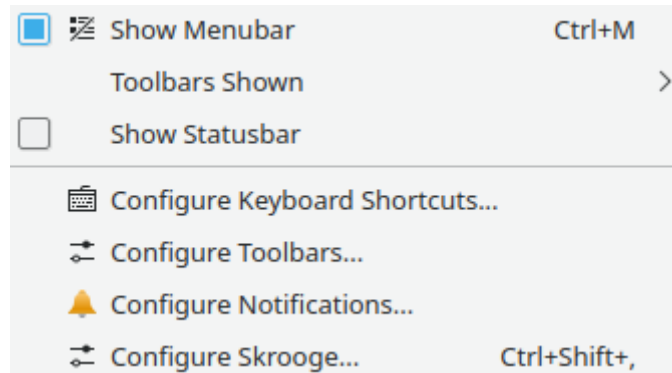 Show Menubar Ctrl+M
Toolbars Shown
Show Statusbar
Configure Keyboard Shortcuts...
Configure Toolbars...
Configure Notifications...
Configure Skrooge... Ctrl+Shift+,